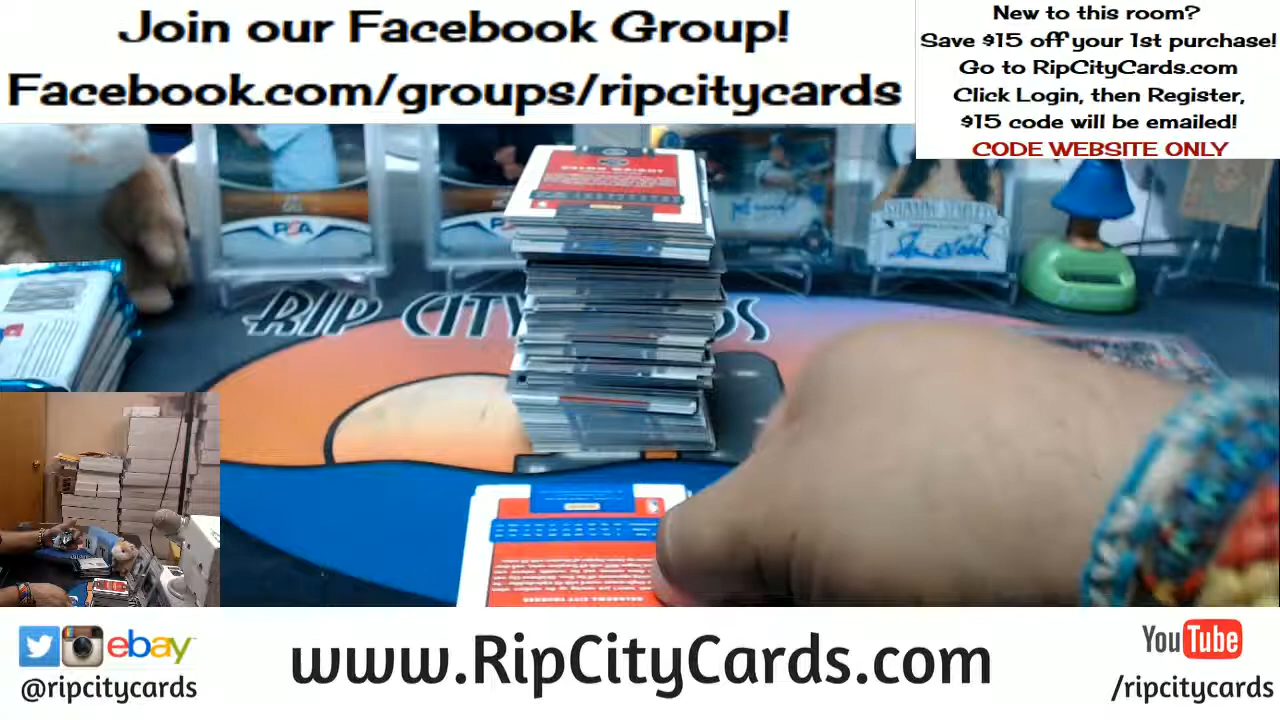 Join our Facebook Group!
Facebook.com/groups/ripcitycards
New to this room?
Save $15 off your 1st purchase!
Go to RipCityCards.com
Click Login, then Register,
$15 code will be emailed!
CODE WEBSITE ONLY
PSA
RIP CITY
DS
ebay
@ripcitycards
www.RipCityCards.com
YouTube
/ripcitycards